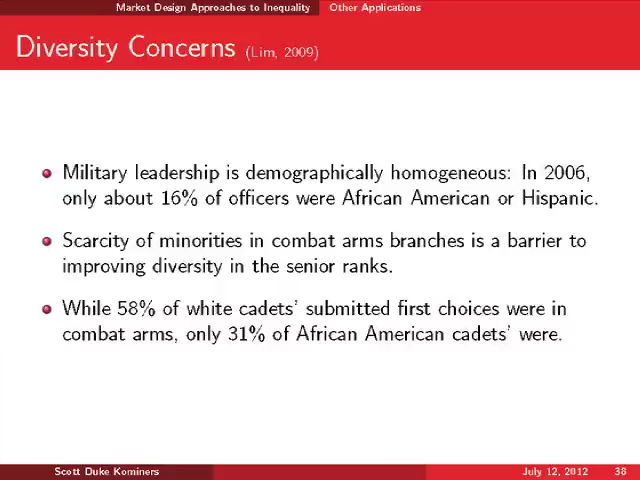 Market Design Approaches to Inequality Other Applications
Diversity Concerns (Lim, 2009)
Military leadership is demographically homogeneous: In 2006,
only about 16% of officers were African American or Hispanic.
Scarcity of minorities in combat arms branches is a barrier to
improving diversity in the senior ranks.
While 58% of white cadets' submitted first choices were in
combat arms, only 31% of African American cadets' were.
Scott Duke Kominers July 12, 2012 38